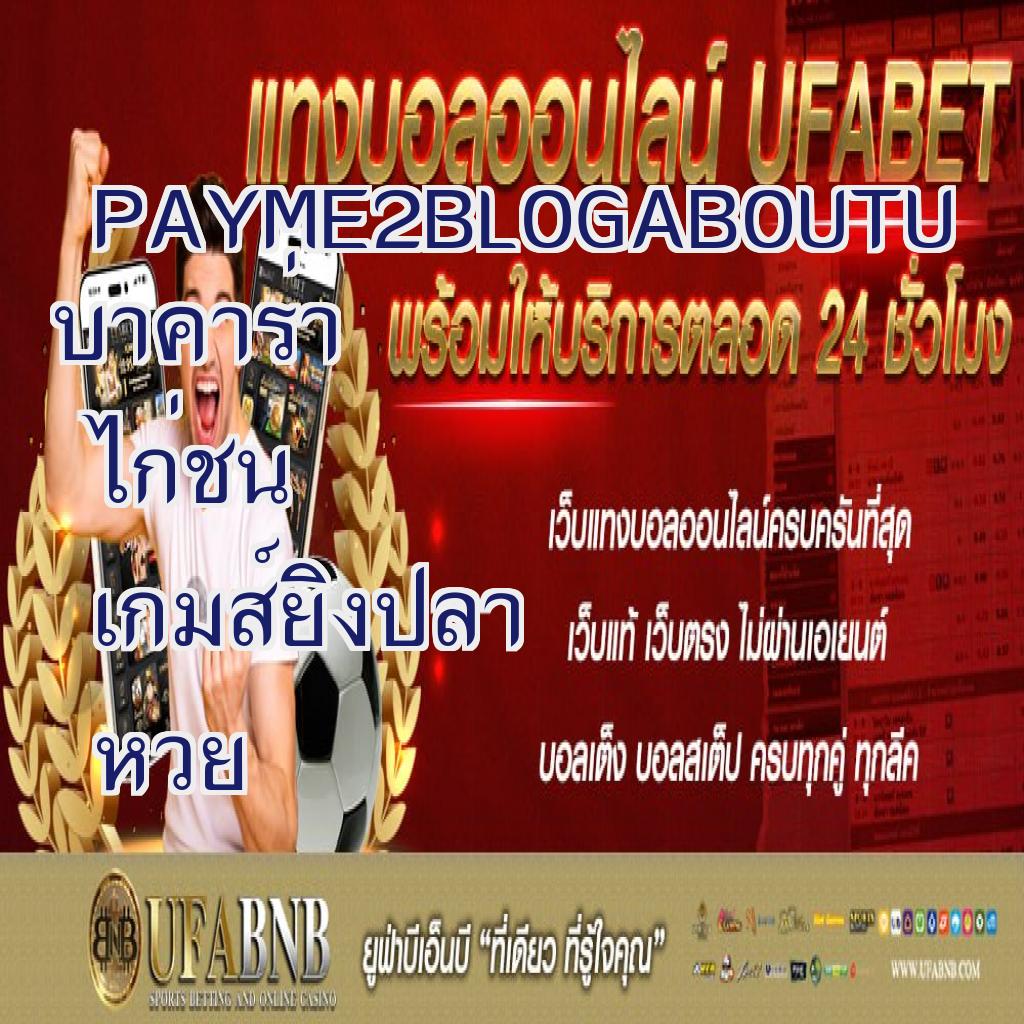 แทงบอลออนไลน์ UFABET
PAYME2BLOGABOUTU
พร้อมให้บริการตลอด 24 ชั่วโมง
บาคาร่า
ไก่ชน
เกมส์ยิงปลา
หวย
เว็บแทงบอลออนไลน์ครบครันที่สุด
เว็บแท้ เว็บตรง ไม่ผ่านเอเยนต์
บอลเต็ง บอลสเต็ป ครบทุกคู่ ทุกลีค
BNB
UFABNB
SPORTS BETTING AND ONLINE CASINO
ยูฟ่าบีเอ็นบี “ที่เดียว ที่รู้ใจคุณ”
WWW.UFABNB.COM